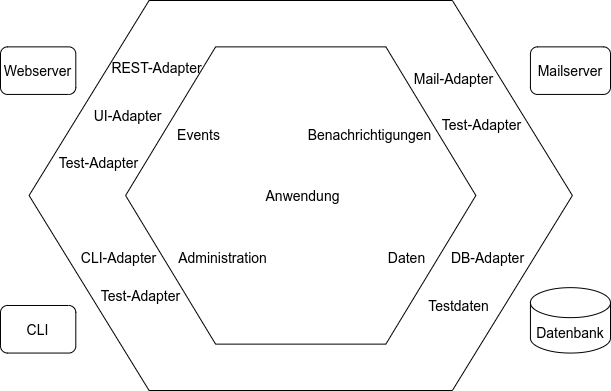 Webserver
REST-Adapter
UI-Adapter
Test-Adapter
Events
Benachrichtigungen
Mail-Adapter
Test-Adapter
Mailserver
Anwendung
CLI-Adapter
Test-Adapter
Administration
Daten
DB-Adapter
Testdaten
CLI
Datenbank